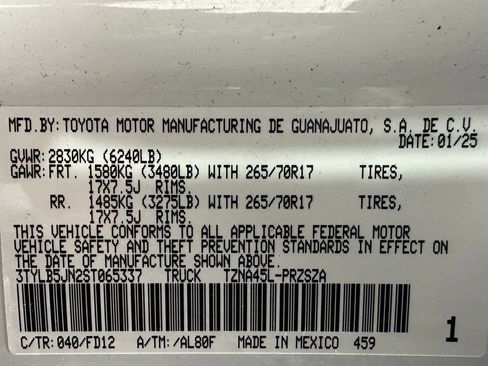 MFD.BY: TOYOTA MOTOR MANUFACTURING DE GUANAJUATO, S.A. DE C.V.
DATE: 01/25
GVWR: 2830KG (6240LB)
GAWR: FRT. 1580KG (3480LB) WITH 265/70R17 TIRES,
17X7.5J RIMS.
RR. 1485KG (3275LB) WITH 265/70R17 TIRES,
17X7.5J RIMS.
THIS VEHICLE CONFORMS TO ALL APPLICABLE FEDERAL MOTOR
VEHICLE SAFETY AND THEFT PREVENTION STANDARDS IN EFFECT ON
THE DATE OF MANUFACTURE SHOWN ABOVE.
3TYLB5JN2ST065337 TRUCK TZNA45L-PRZSZA
C/TR: 040/FD12 A/TM: /AL80F MADE IN MEXICO 459 1